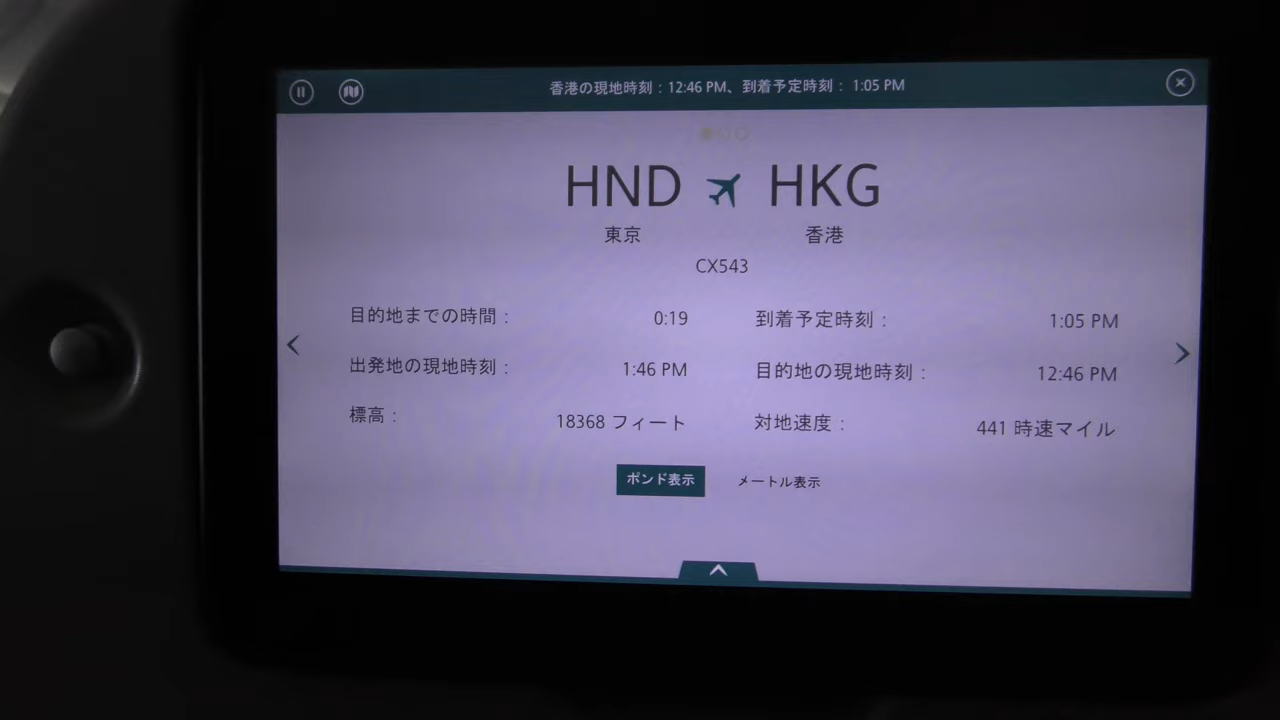 香港の現地時刻：12:46 PM、到着予定時刻： 1:05 PM
HND HKG
東京 香港
CX543
目的地までの時間： 0:19 到着予定時刻： 1:05 PM
出発地の現地時刻： 1:46 PM 目的地の現地時刻： 12:46 PM
標高： 18368 フィート 対地速度： 441 時速マイル
ポンド表示 メートル表示